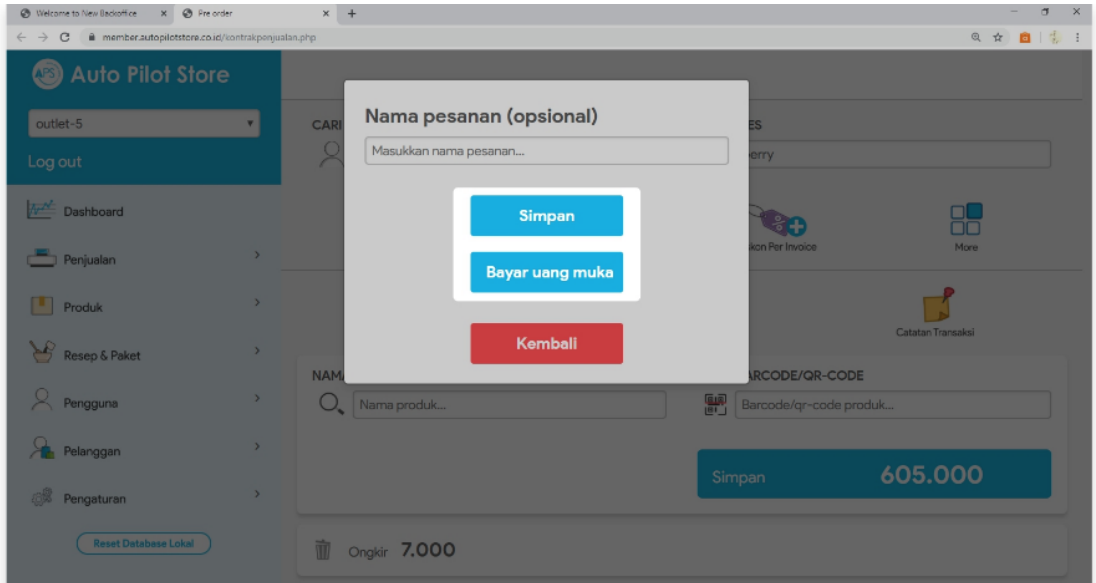 Welcome to New Backoffice
Pre order
member.autopilotstore.co.id/kontrakpenjualan.php
APS Auto Pilot Store
outlet-5
Log out
Dashboard
Penjualan
Produk
Resep & Paket
Pengguna
Pelanggan
Pengaturan
Reset Database Lokal
CARI
ES
erry
Nama pesanan (opsional)
Masukkan nama pesanan...
Simpan
Bayar uang muka
Kembali
kon Per Invoice
More
Catatan Transaksi
NAMA
ARCODE/QR-CODE
Nama produk...
Barcode/qr-code produk...
Simpan 605.000
Ongkir 7.000